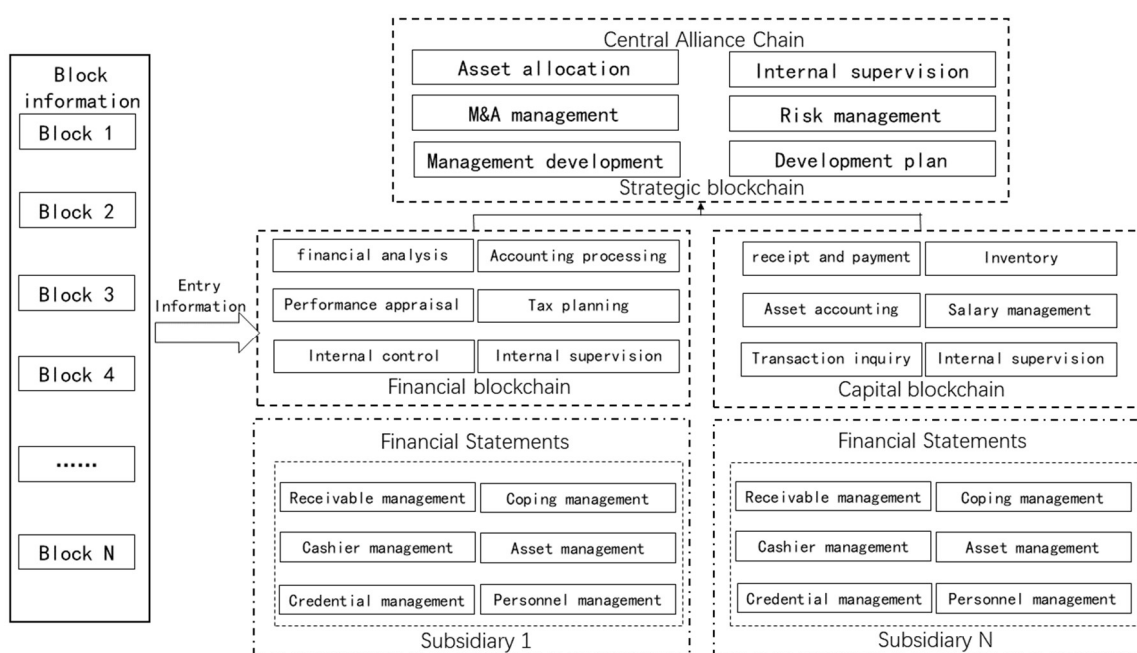 Block
information
Block 1
Block 2
Block 3
Block 4
......
Block N
Entry
Information
Central Alliance Chain
Asset allocation
Internal supervision
M&A management
Risk management
Management development
Development plan
Strategic blockchain
financial analysis
Accounting processing
Performance appraisal
Tax planning
Internal control
Internal supervision
Financial blockchain
receipt and payment
Inventory
Asset accounting
Salary management
Transaction inquiry
Internal supervision
Capital blockchain
Financial Statements
Receivable management
Coping management
Cashier management
Asset management
Credential management
Personnel management
Subsidiary 1
Financial Statements
Receivable management
Coping management
Cashier management
Asset management
Credential management
Personnel management
Subsidiary N